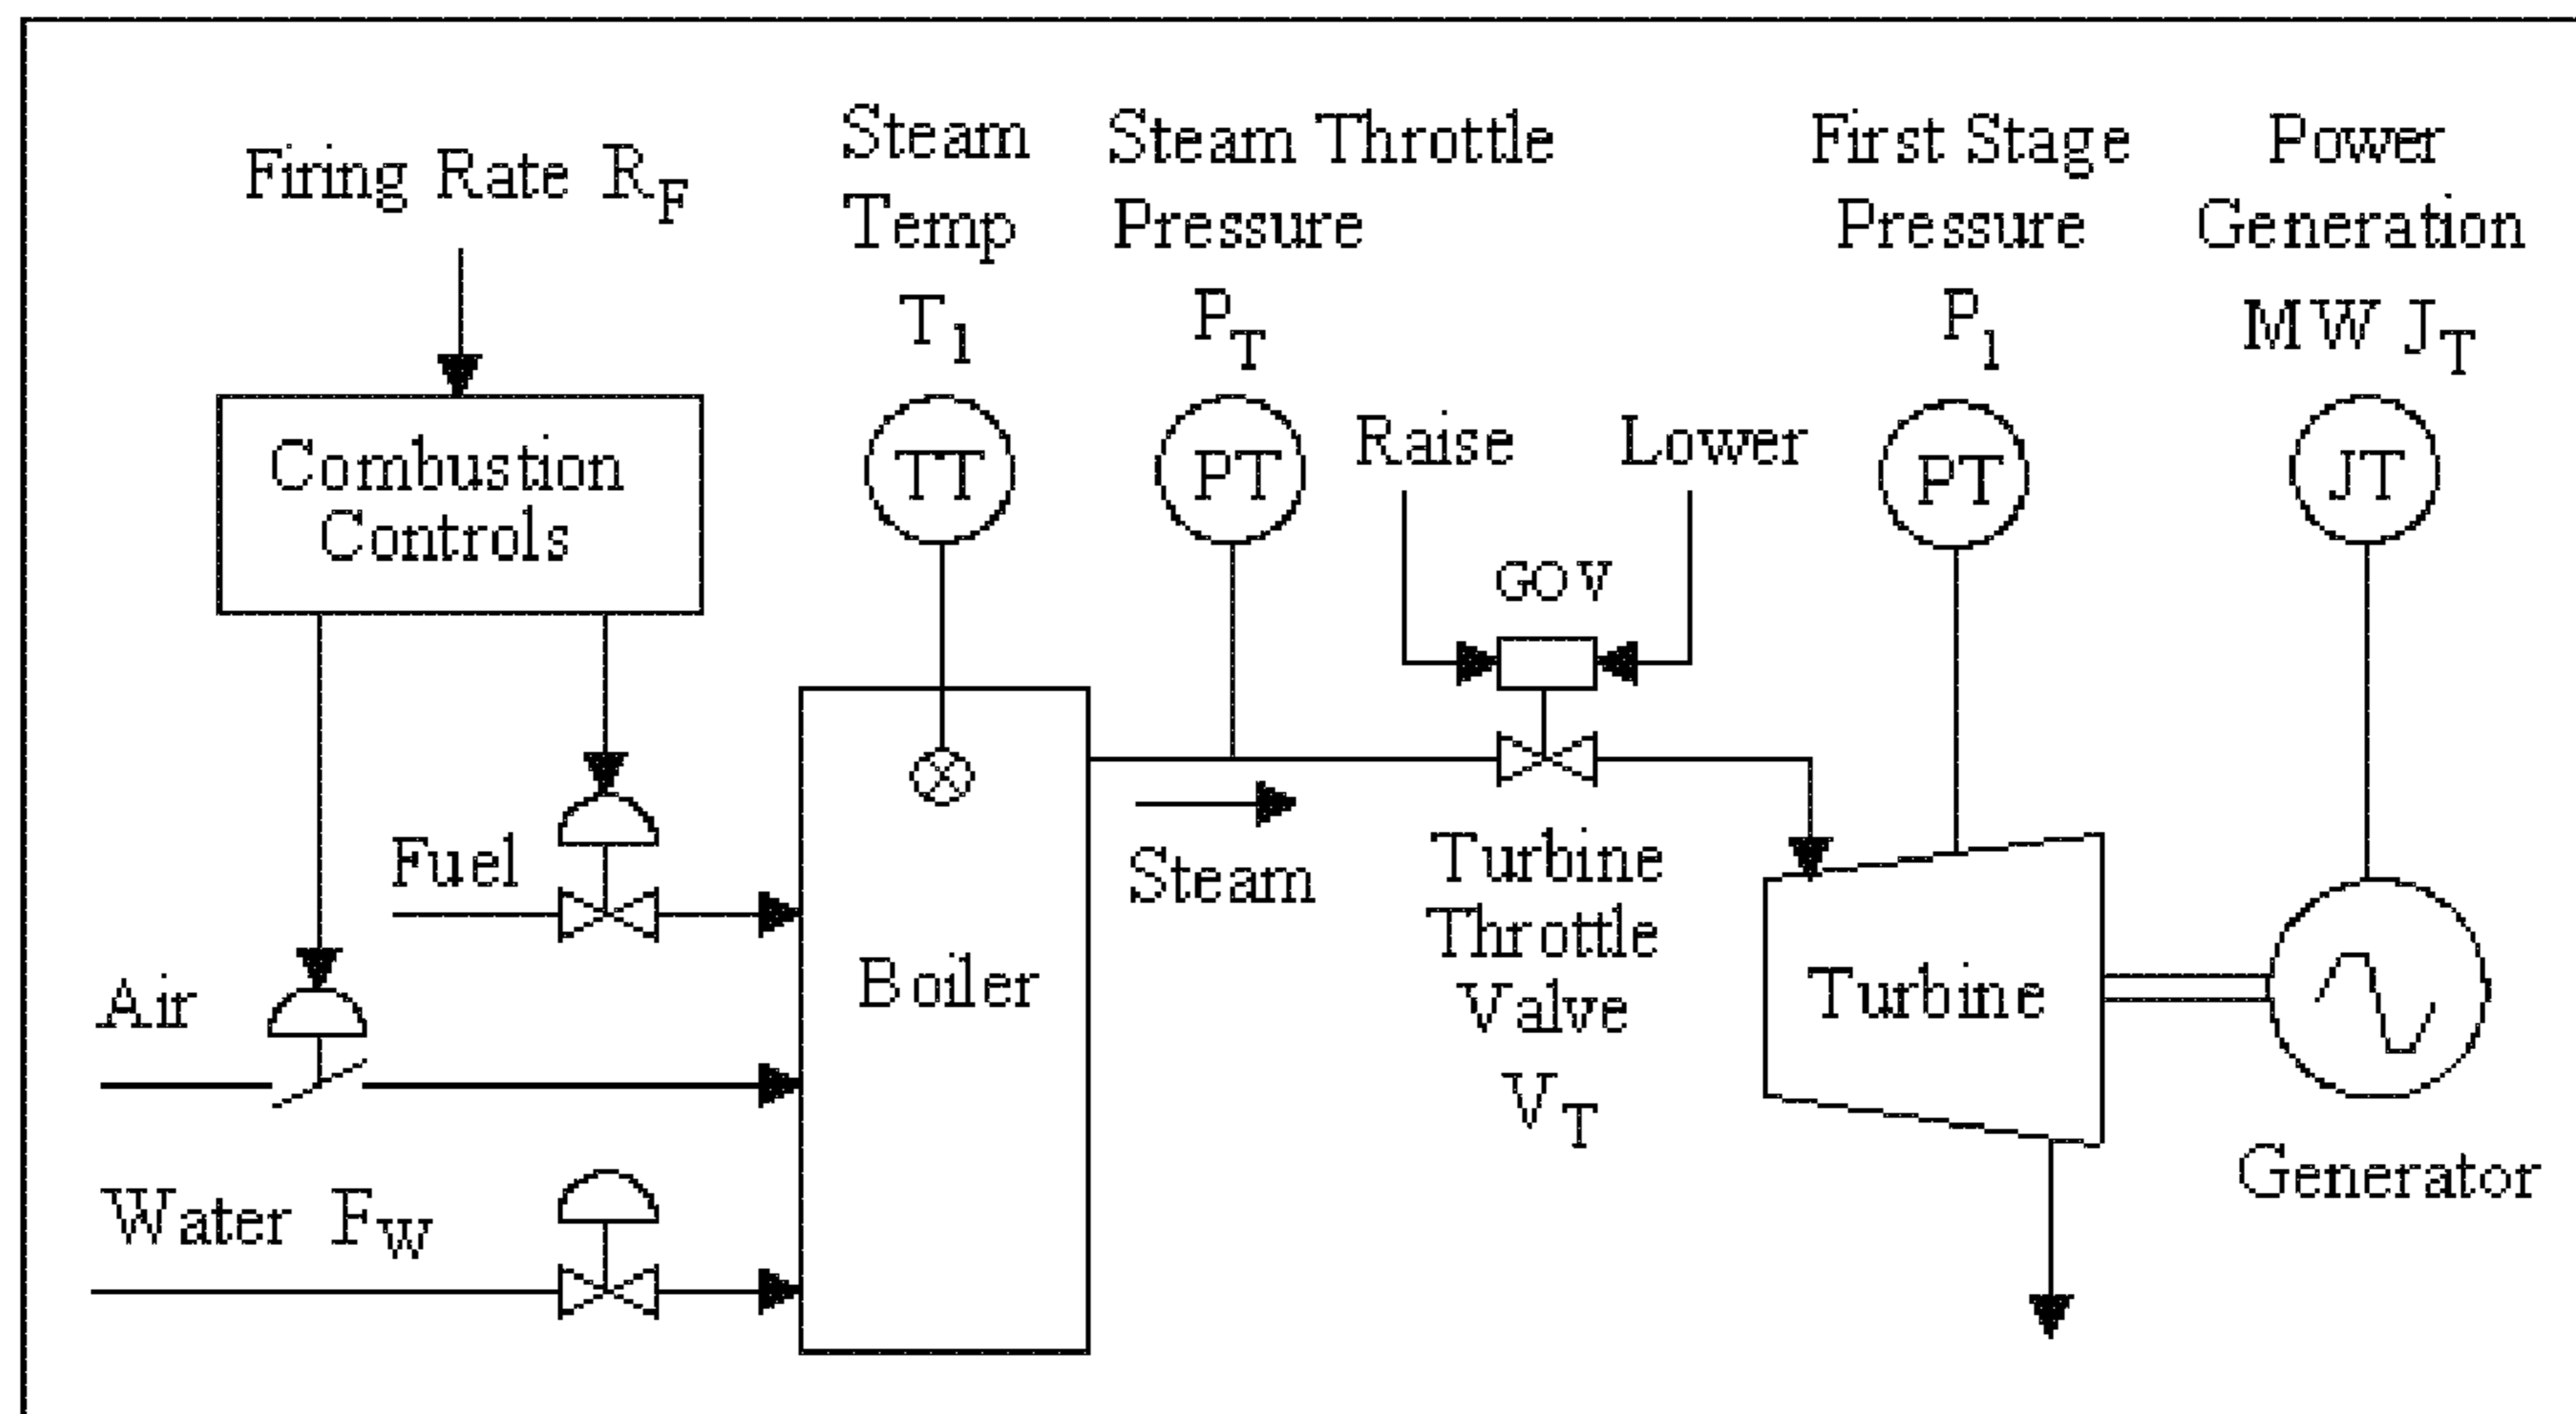 Firing Rate R_F
Steam
Temp
T_1
Steam Throttle
Pressure
P_T
First Stage
Pressure
P_1
Power
Generation
MW J_T
Combustion
Controls
TT
PT
Raise
Lower
GOV
PT
JT
Fuel
Air
Water F_W
Boiler
Steam
Turbine
Throttle
Valve
V_T
Turbine
Generator